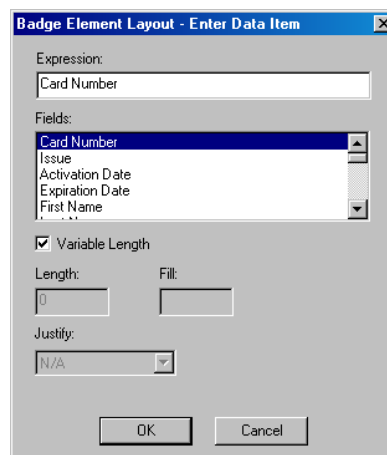 Badge Element Layout - Enter Data Item
Expression:
Card Number
Fields:
Card Number
Issue
Activation Date
Expiration Date
First Name
Variable Length
Length: Fill:
0
Justify:
N/A
OK Cancel